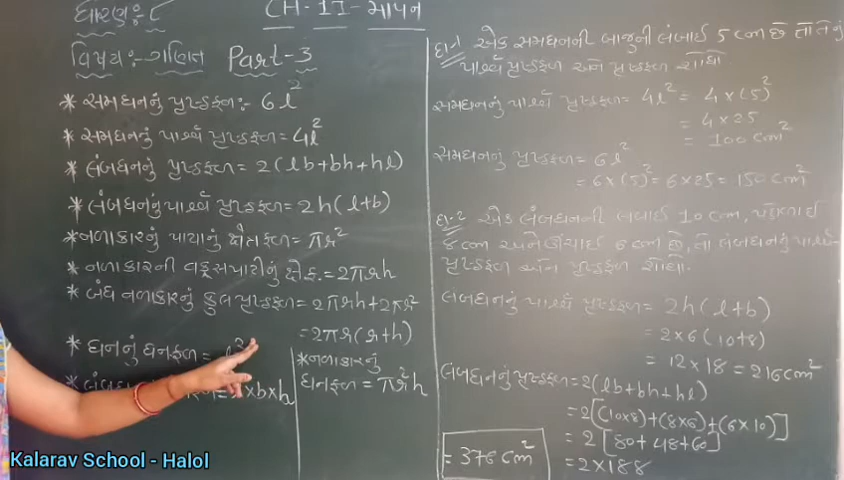 ધોરણ:- ૮
CH-11- માપન
વિષય:- ગણિત Part-3
* સમઘનનું પૃષ્ઠફળ:- 6l²
* સમઘનનું પાર્શ્વ પૃષ્ઠફળ = 4l²
* લંબઘનનું પૃષ્ઠફળ = 2(lb+bh+hl)
* લંબઘનનું પાર્શ્વ પૃષ્ઠફળ = 2h(l+b)
* નળાકારનું પાયાનું ક્ષેત્રફળ = πr²
* નળાકારની વક્રસપાટીનું ક્ષે.ફ. = 2πrh
* બંધ નળાકારનું કુલ પૃષ્ઠફળ = 2πrh+2πr²
= 2πr(r+h)
* ઘનનું ઘનફળ =
×b×h
* નળાકારનું
ઘનફળ = πr²h
દા.1 એક સમઘનની બાજુની લંબાઈ 5 cm છે તો તેનું
પાર્શ્વ પૃષ્ઠફળ અને પૃષ્ઠફળ શોધો
સમઘનનું પાર્શ્વ પૃષ્ઠફળ = 4l² = 4×(5)²
= 4×25
= 100 cm²
સમઘનનું પૃષ્ઠફળ = 6l²
= 6×(5)² = 6×25 = 150 cm²
દા.-2 એક લંબઘનની લંબાઈ 10 cm, પહોળાઈ
8 cm અને ઊંચાઈ 6 cm છે, તો લંબઘનનું પાર્શ્વ
પૃષ્ઠફળ અને પૃષ્ઠફળ શોધો.
લંબઘનનું પાર્શ્વ પૃષ્ઠફળ = 2h(l+b)
= 2×6(10+8)
= 12×18 = 216 cm²
લંબઘનનું પૃષ્ઠફળ = 2(lb+bh+hl)
= 2[(10×8)+(8×6)+(6×10)]
= 2[80+48+60]
= 2×188
= 376 cm²
Kalarav School - Halol